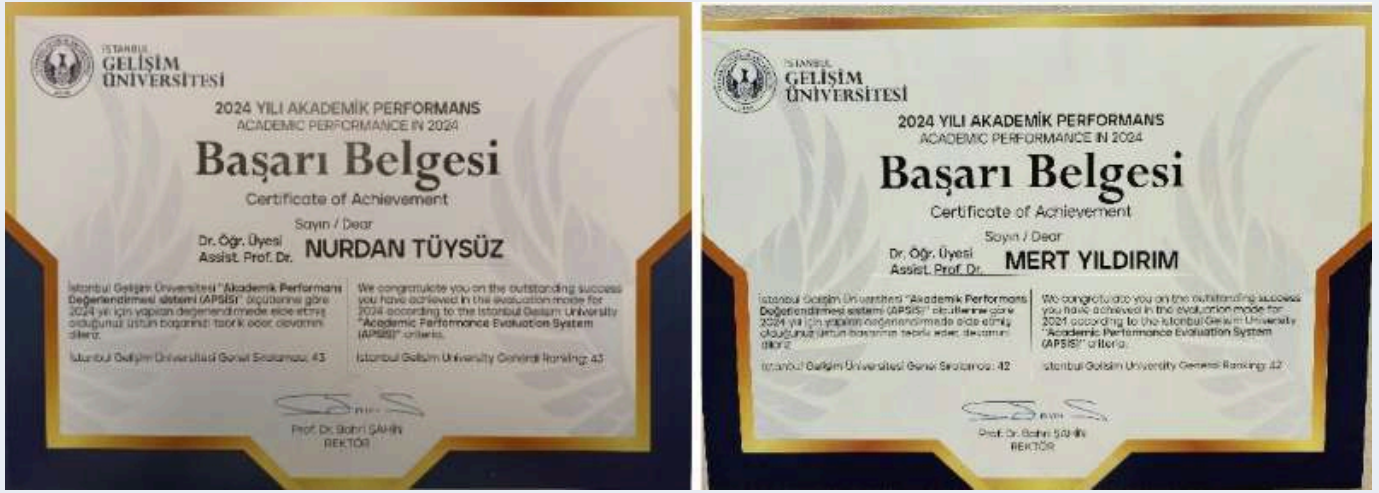 İSTANBUL
GELİŞİM
ÜNİVERSİTESİ
2024 YILI AKADEMİK PERFORMANS
ACADEMIC PERFORMANCE IN 2024
Başarı Belgesi
Certificate of Achievement
Sayın / Dear
Dr. Öğr. Üyesi
Assist. Prof. Dr. NURDAN TÜYSÜZ
İstanbul Gelişim Üniversitesi "Akademik Performans
Değerlendirmesi sistemi (APSİS)" ölçütlerine göre
2024 yılı için yapılan değerlendirmede elde etmiş
olduğunuz üstün başarınızı tebrik eder, devamını
dileriz.
İstanbul Gelişim Üniversitesi Genel Sıralaması: 43
We congratulate you on the outstanding success
you have achieved in the evaluation made for
2024 according to the Istanbul Gelisim University
"Academic Performance Evaluation System
(APSIS)" criteria.
Istanbul Gelisim University General Ranking: 43
Prof. Dr. Bahri ŞAHİN
REKTÖR
İSTANBUL
GELİŞİM
ÜNİVERSİTESİ
2024 YILI AKADEMİK PERFORMANS
ACADEMIC PERFORMANCE IN 2024
Başarı Belgesi
Certificate of Achievement
Sayın / Dear
Dr. Öğr. Üyesi
Assist. Prof. Dr. MERT YILDIRIM
İstanbul Gelişim Üniversitesi "Akademik Performans
Değerlendirmesi sistemi (APSİS)" ölçütlerine göre
2024 yılı için yapılan değerlendirmede elde etmiş
olduğunuz üstün başarınızı tebrik eder, devamını
dileriz.
İstanbul Gelişim Üniversitesi Genel Sıralaması: 42
We congratulate you on the outstanding success
you have achieved in the evaluation made for
2024 according to the Istanbul Gelisim University
"Academic Performance Evaluation System
(APSIS)" criteria.
Istanbul Gelisim University General Ranking: 42
Prof. Dr. Bahri ŞAHİN
REKTÖR